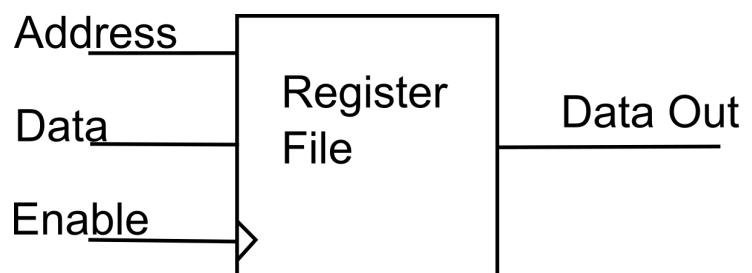 Address
Data
Enable
Register
File
Data Out